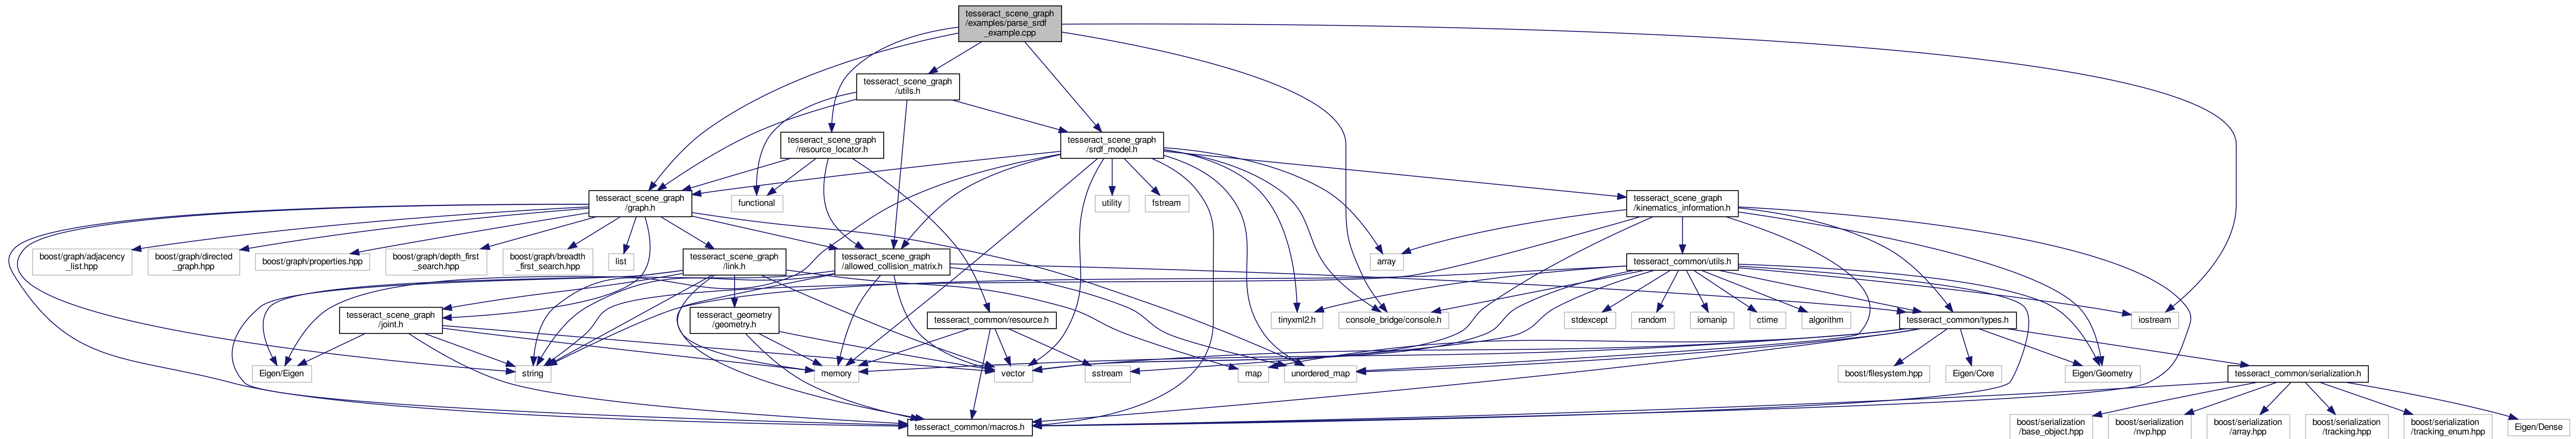 tesseract_scene_graph
/examples/parse_srdf
_example.cpp
tesseract_scene_graph
/utils.h
tesseract_scene_graph
/resource_locator.h
tesseract_scene_graph
/srdf_model.h
tesseract_scene_graph
/graph.h
functional
utility
fstream
tesseract_scene_graph
/kinematics_information.h
boost/graph/adjacency
_list.hpp
boost/graph/directed
_graph.hpp
boost/graph/properties.hpp
boost/graph/depth_first
_search.hpp
boost/graph/breadth
_first_search.hpp
list
tesseract_scene_graph
/link.h
tesseract_scene_graph
/allowed_collision_matrix.h
array
tesseract_common/utils.h
tesseract_scene_graph
/joint.h
tesseract_geometry
/geometry.h
tesseract_common/resource.h
tinyxml2.h
console_bridge/console.h
stdexcept
random
iomanip
ctime
algorithm
tesseract_common/types.h
iostream
Eigen/Eigen
string
memory
vector
sstream
map
unordered_map
boost/filesystem.hpp
Eigen/Core
Eigen/Geometry
tesseract_common/serialization.h
tesseract_common/macros.h
boost/serialization
/base_object.hpp
boost/serialization
/nvp.hpp
boost/serialization
/array.hpp
boost/serialization
/tracking.hpp
boost/serialization
/tracking_enum.hpp
Eigen/Dense